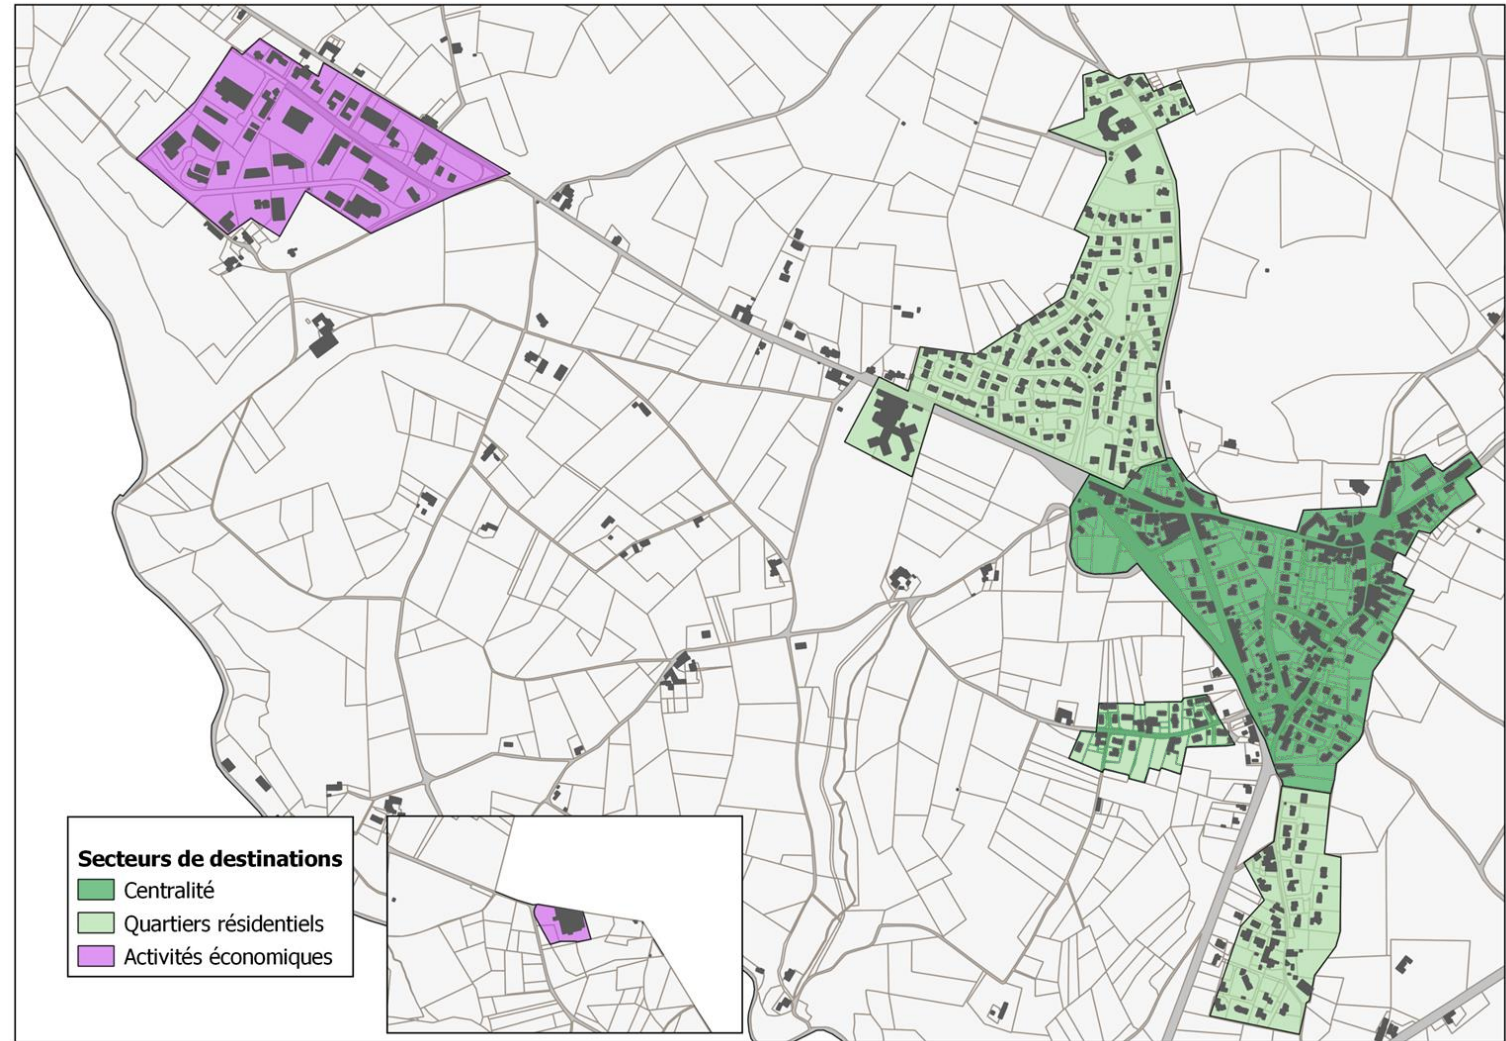 Secteurs de destinations
Centralité
Quartiers résidentiels
Activités économiques